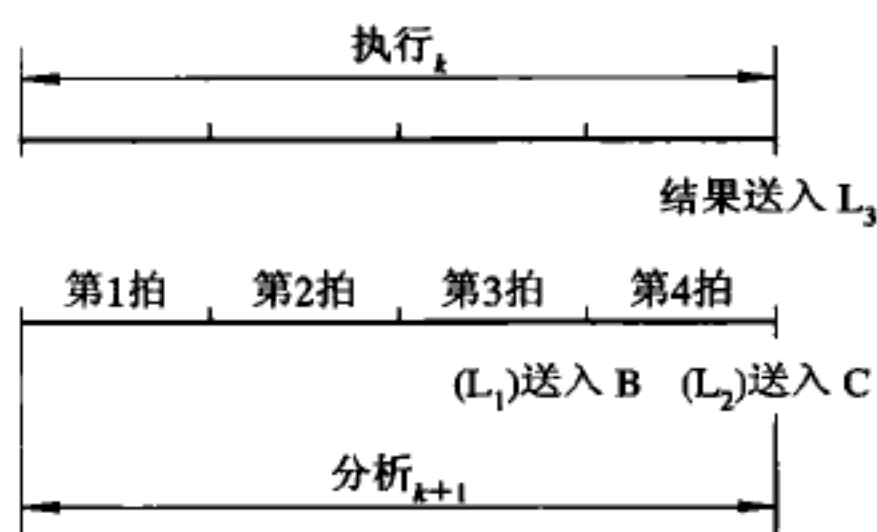 执行k
结果送入 L3
第1拍 第2拍 第3拍 第4拍
(L1)送入 B (L2)送入 C
分析k+1